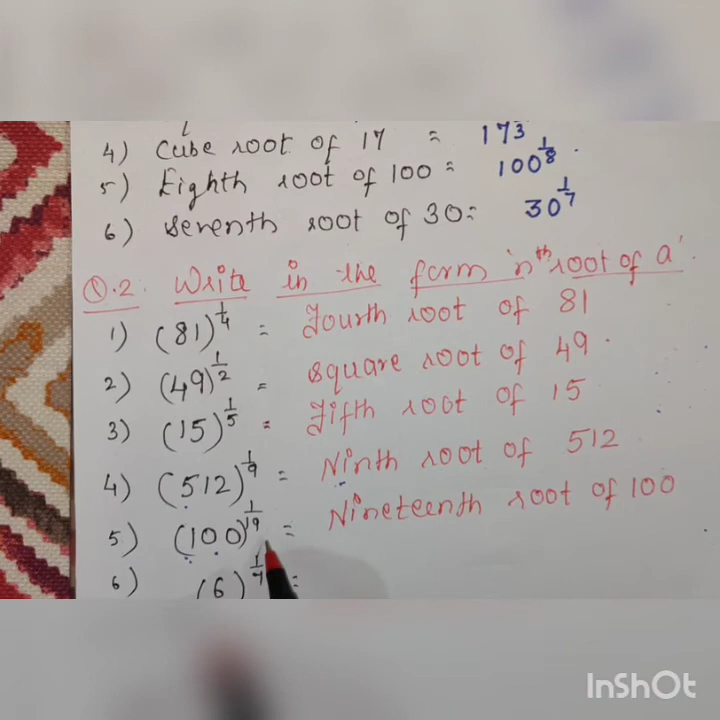 4) Cube root of 17 = 17^1/3
5) Eighth root of 100 = 100^1/8 .
6) Seventh root of 30 = 30^1/7
Q.2. Write in the form 'nth root of a'.
1) (81)^1/4 = Fourth root of 81
2) (49)^1/2 = square root of 49.
3) (15)^1/5 = Fifth root of 15
4) (512)^1/9 = Ninth root of 512
5) (100)^1/19 = Nineteenth root of 100
6) (6)^1/7 =
InShOt